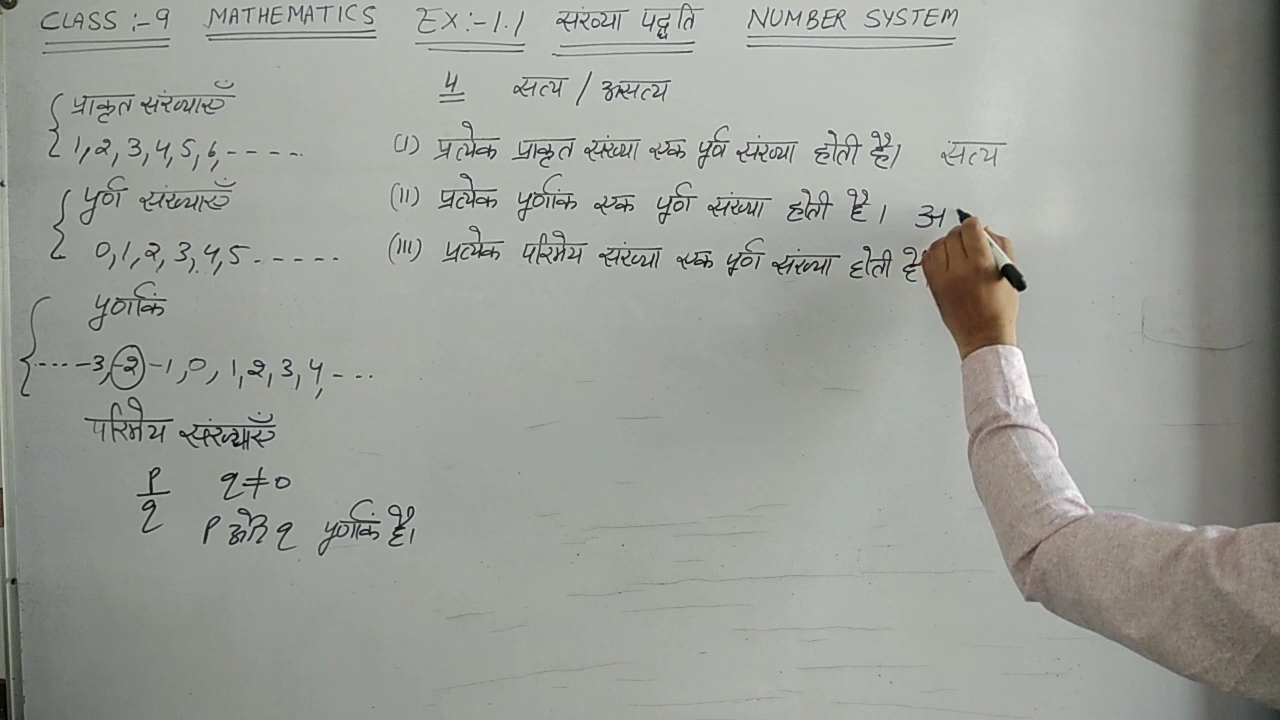 CLASS :- 9 MATHEMATICS EX:-1.1 संख्या पद्धति NUMBER SYSTEM
प्राकृत संख्याएँ
1, 2, 3, 4, 5, 6, - - - - -
पूर्ण संख्याएँ
0, 1, 2, 3, 4, 5 - - - - - -
पूर्णांक
---- -3, -2 -1, 0, 1, 2, 3, 4, - - -
परिमेय संख्याएँ
p/q q≠0
p और q पूर्णांक है।
4 सत्य / असत्य
(I) प्रत्येक प्राकृत संख्या एक पूर्ण संख्या होती है। सत्य
(II) प्रत्येक पूर्णांक एक पूर्ण संख्या होती है। अ
(III) प्रत्येक परिमेय संख्या एक पूर्ण संख्या होती है